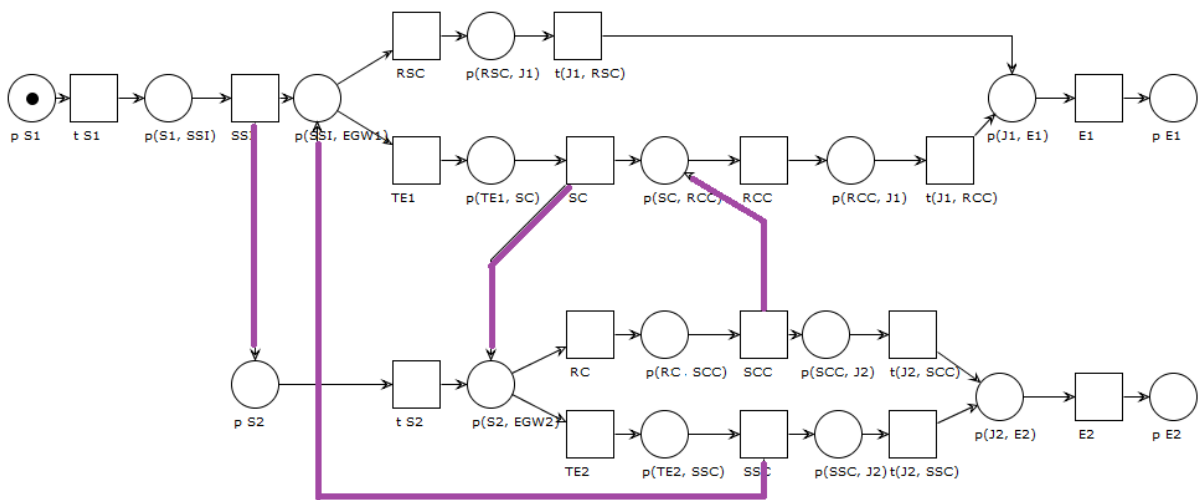 RSC
p(RSC, J1)
t(J1, RSC)
p S1
t S1
p(S1, SSI)
SSI
p(SSI, EGW1)
p(J1, E1)
E1
p E1
TE1
p(TE1, SC)
SC
p(SC, RCC)
RCC
p(RCC, J1)
t(J1, RCC)
RC
p(RC SCC)
SCC
p(SCC, J2)
t(J2, SCC)
p S2
t S2
p(S2, EGW2)
p(J2, E2)
E2
p E2
TE2
p(TE2, SSC)
SSC
p(SSC, J2)
t(J2, SSC)